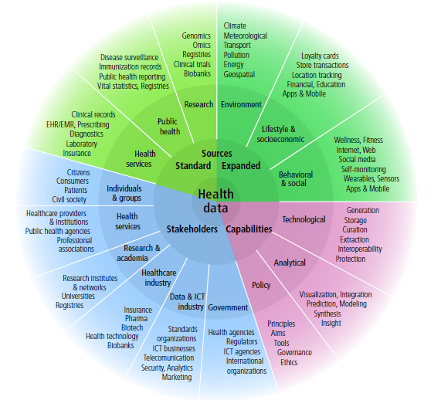 Health
data
Sources
Standard
Expanded
Stakeholders
Capabilities
Research
Genomics
Omics
Registries
Clinical trials
Biobanks
Public
health
Disease surveillance
Immunization records
Public health reporting
Vital statistics, Registries
Health
services
Clinical records
EHR/EMR, Prescribing
Diagnostics
Laboratory
Insurance
Environment
Climate
Meteorological
Transport
Pollution
Energy
Geospatial
Lifestyle &
socioeconomic
Loyalty cards
Store transactions
Location tracking
Financial, Education
Apps & Mobile
Behavioral
& social
Wellness, Fitness
Internet, Web
Social media
Self-monitoring
Wearables, Sensors
Apps & Mobile
Technological
Generation
Storage
Curation
Extraction
Interoperability
Protection
Analytical
Visualization, Integration
Prediction, Modeling
Synthesis
Insight
Policy
Principles
Aims
Tools
Governance
Ethics
Government
Health agencies
Regulators
ICT agencies
International
organizations
Data & ICT
industry
Standards
organizations
ICT businesses
Telecommunication
Security, Analytics
Marketing
Healthcare
industry
Insurance
Pharma
Biotech
Health technology
Biobanks
Research &
academia
Research institutes
& networks
Universities
Registries
Health
services
Healthcare providers
& institutions
Public health agencies
Professional
associations
Individuals
& groups
Citizens
Consumers
Patients
Civil society